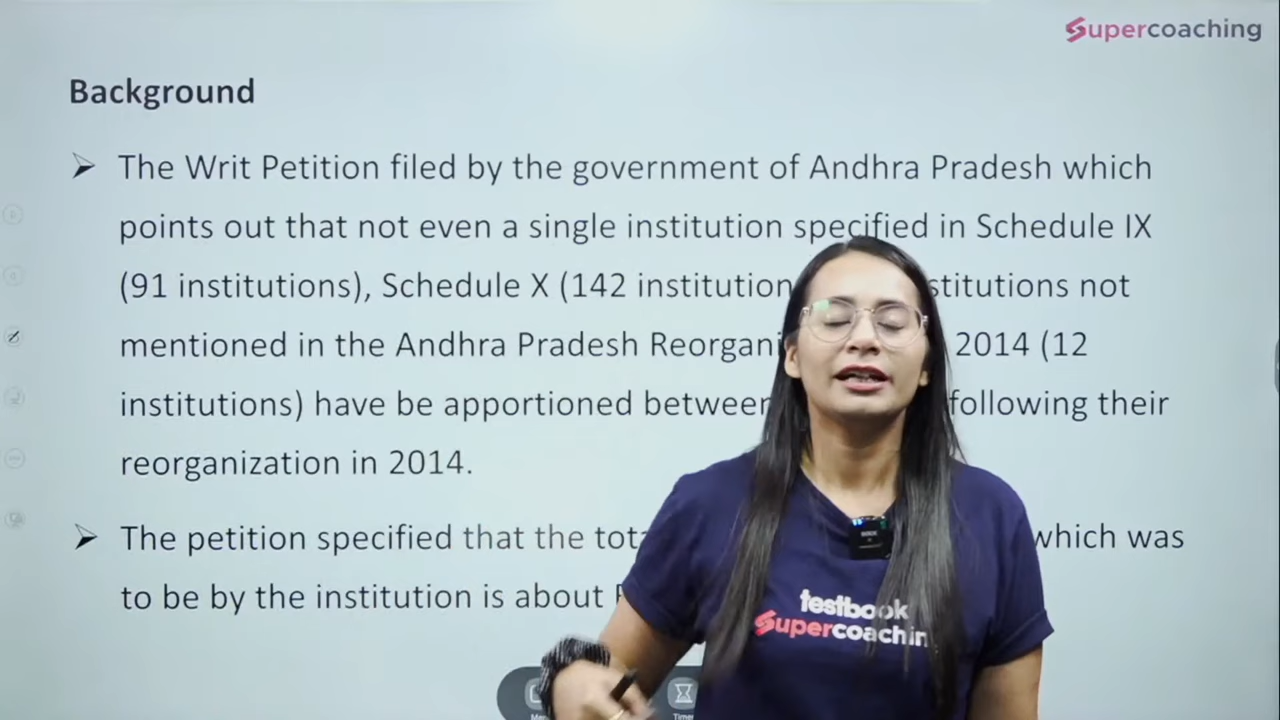 Supercoaching
Background
➢ The Writ Petition filed by the government of Andhra Pradesh which
points out that not even a single institution specified in Schedule IX
(91 institutions), Schedule X (142 institution stitutions not
mentioned in the Andhra Pradesh Reorgani 2014 (12
institutions) have be apportioned between following their
reorganization in 2014.
➢ The petition specified that the tota which was
to be by the institution is about
testbook
Supercoachin
Timer